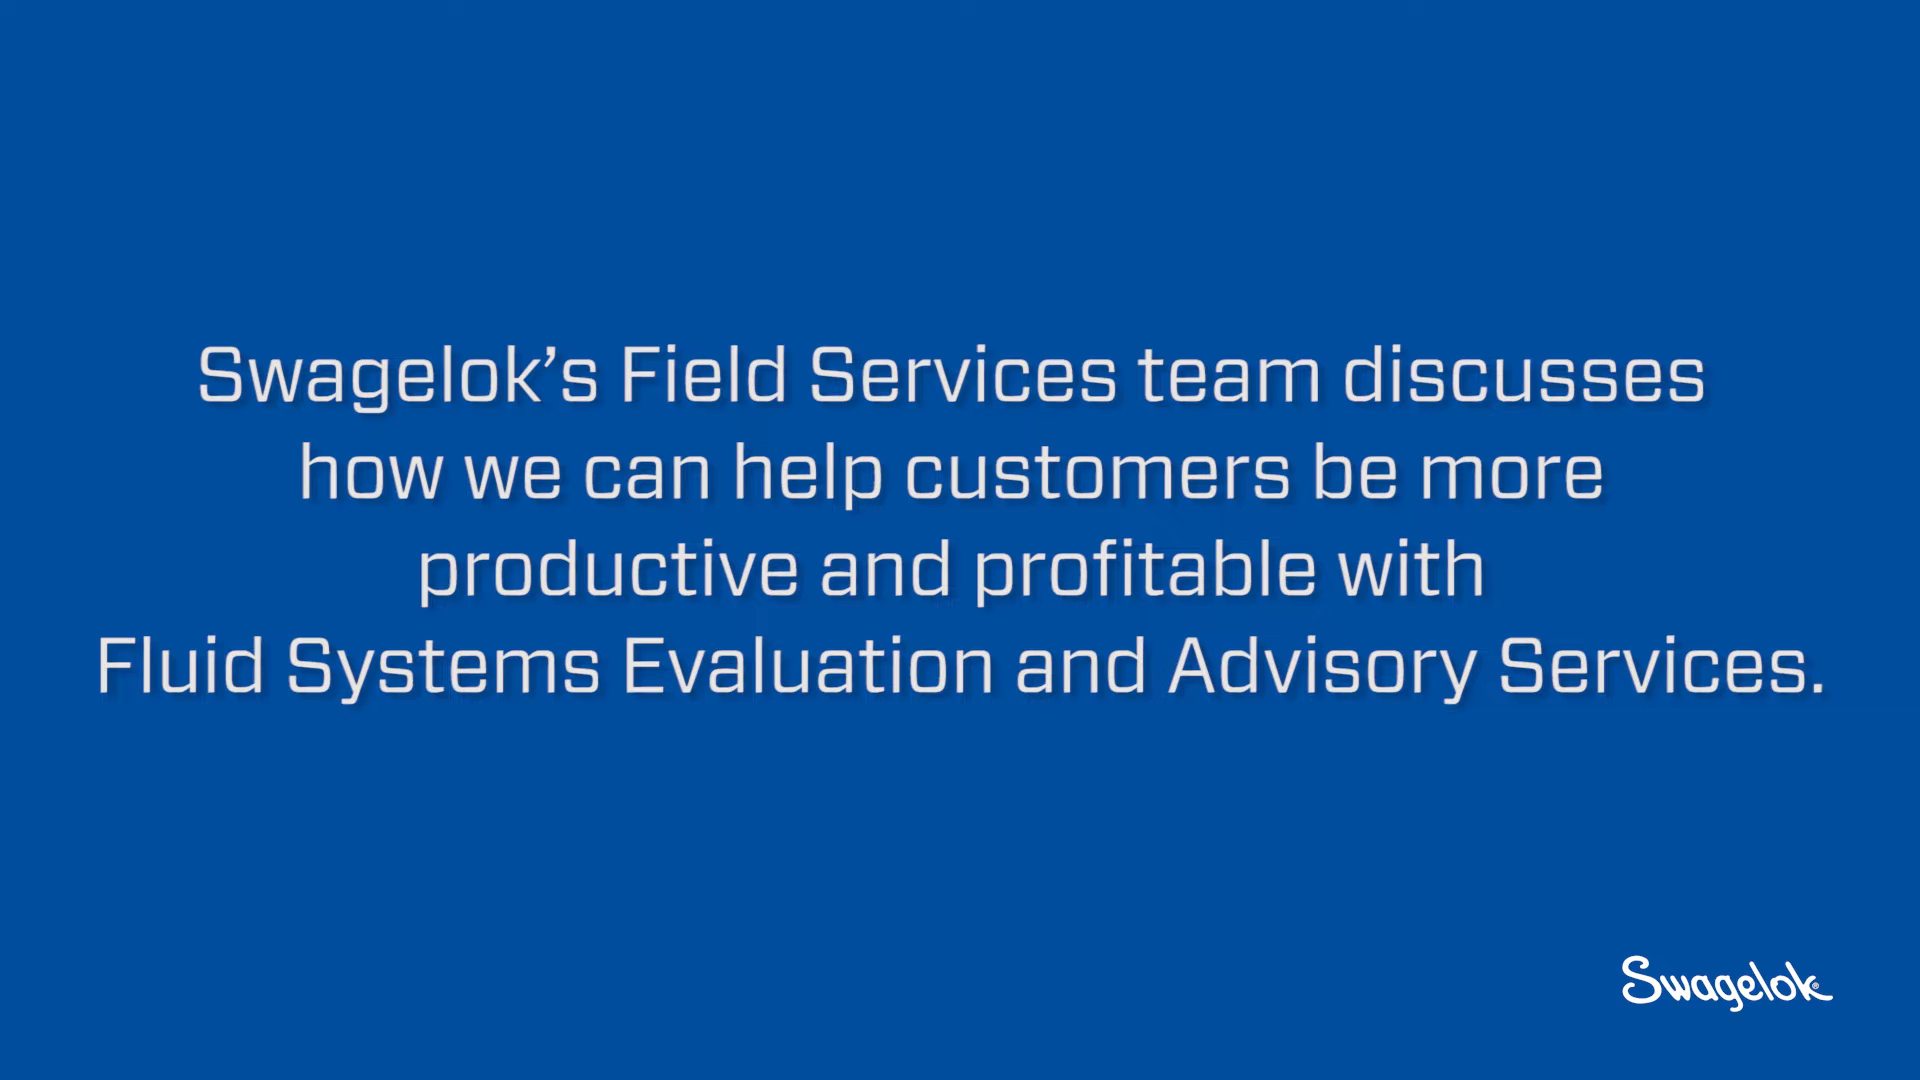 Swagelok’s Field Services team discusses
how we can help customers be more
productive and profitable with
Fluid Systems Evaluation and Advisory Services.
Swagelok®